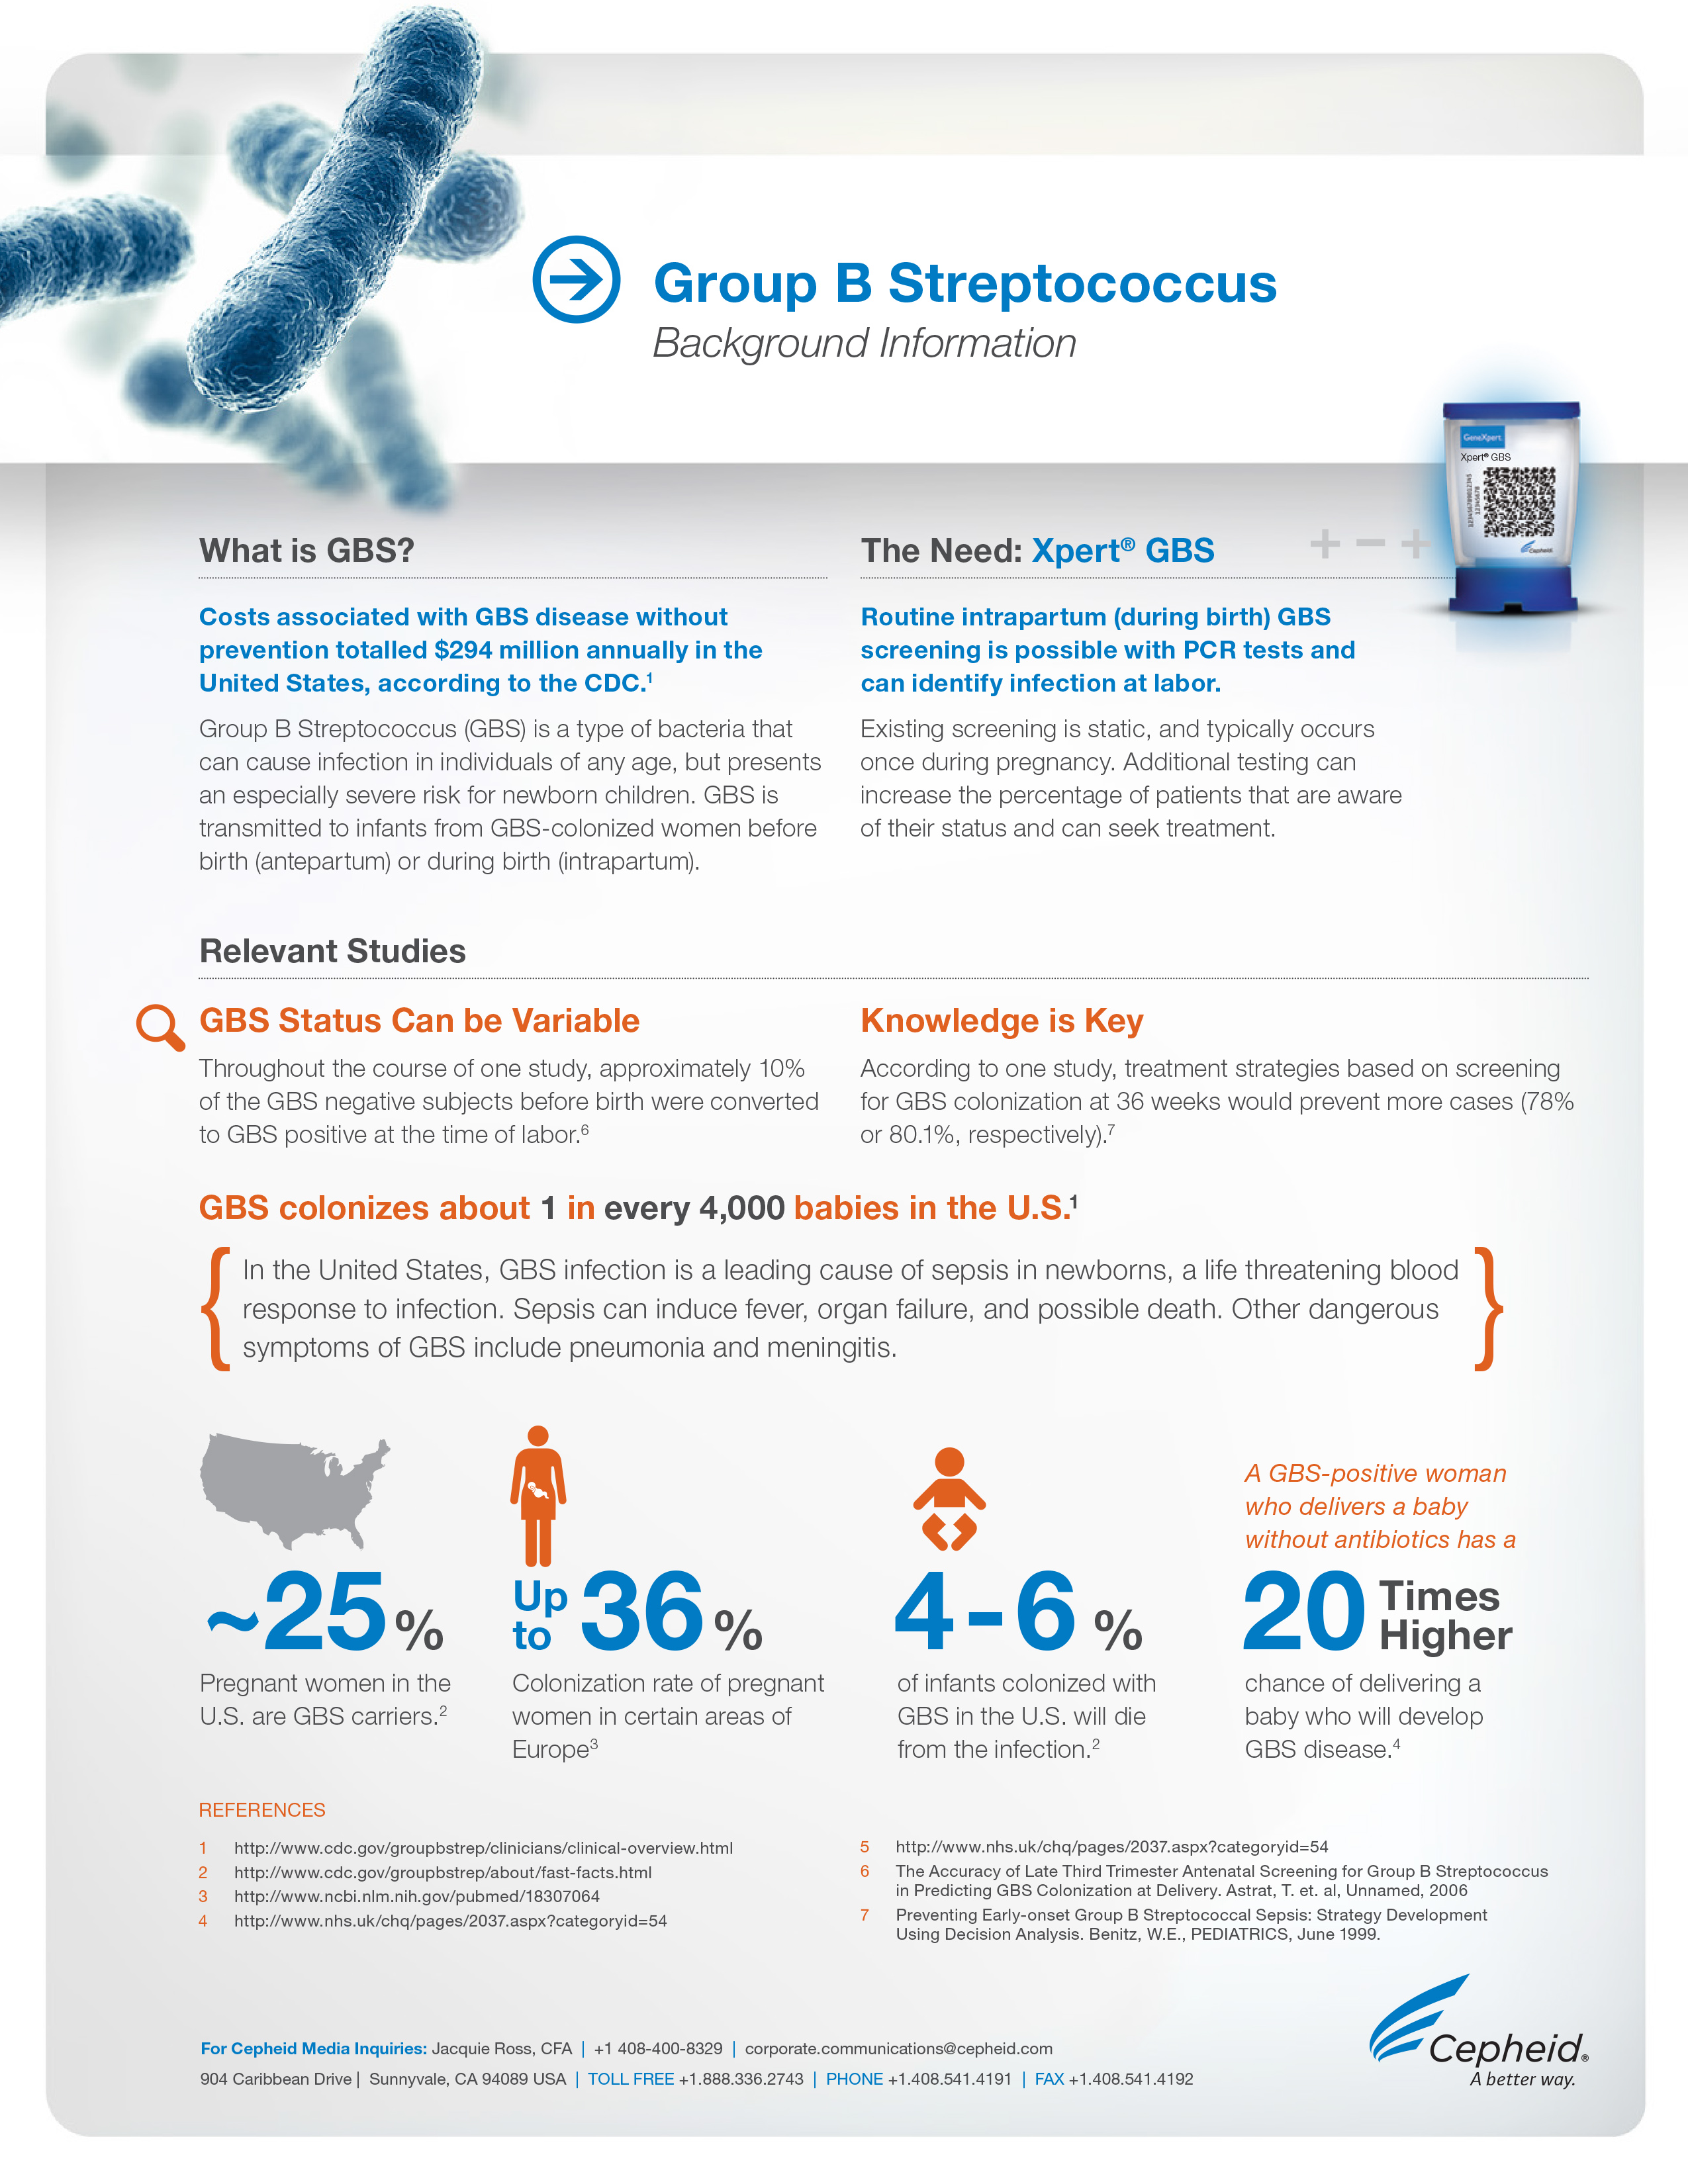 Group B Streptococcus
Background Information
GeneXpert
Xpert® GBS
Cepheid
What is GBS?
Costs associated with GBS disease without
prevention totalled $294 million annually in the
United States, according to the CDC.1
Group B Streptococcus (GBS) is a type of bacteria that
can cause infection in individuals of any age, but presents
an especially severe risk for newborn children. GBS is
transmitted to infants from GBS-colonized women before
birth (antepartum) or during birth (intrapartum).
The Need: Xpert® GBS
+ - +
Routine intrapartum (during birth) GBS
screening is possible with PCR tests and
can identify infection at labor.
Existing screening is static, and typically occurs
once during pregnancy. Additional testing can
increase the percentage of patients that are aware
of their status and can seek treatment.
Relevant Studies
GBS Status Can be Variable
Throughout the course of one study, approximately 10%
of the GBS negative subjects before birth were converted
to GBS positive at the time of labor.6
Knowledge is Key
According to one study, treatment strategies based on screening
for GBS colonization at 36 weeks would prevent more cases (78%
or 80.1%, respectively).7
GBS colonizes about 1 in every 4,000 babies in the U.S.1
In the United States, GBS infection is a leading cause of sepsis in newborns, a life threatening blood
response to infection. Sepsis can induce fever, organ failure, and possible death. Other dangerous
symptoms of GBS include pneumonia and meningitis.
~25 %
Pregnant women in the
U.S. are GBS carriers.2
Up to 36 %
Colonization rate of pregnant
women in certain areas of
Europe3
4-6 %
of infants colonized with
GBS in the U.S. will die
from the infection.2
A GBS-positive woman
who delivers a baby
without antibiotics has a
20 Times Higher
chance of delivering a
baby who will develop
GBS disease.4
REFERENCES
1 http://www.cdc.gov/groupbstrep/clinicians/clinical-overview.html
2 http://www.cdc.gov/groupbstrep/about/fast-facts.html
3 http://www.ncbi.nlm.nih.gov/pubmed/18307064
4 http://www.nhs.uk/chq/pages/2037.aspx?categoryid=54
5 http://www.nhs.uk/chq/pages/2037.aspx?categoryid=54
6 The Accuracy of Late Third Trimester Antenatal Screening for Group B Streptococcus
in Predicting GBS Colonization at Delivery. Astrat, T. et. al, Unnamed, 2006
7 Preventing Early-onset Group B Streptococcal Sepsis: Strategy Development
Using Decision Analysis. Benitz, W.E., PEDIATRICS, June 1999.
For Cepheid Media Inquiries: Jacquie Ross, CFA | +1 408-400-8329 | corporate.communications@cepheid.com
904 Caribbean Drive | Sunnyvale, CA 94089 USA | TOLL FREE +1.888.336.2743 | PHONE +1.408.541.4191 | FAX +1.408.541.4192
Cepheid®
A better way.